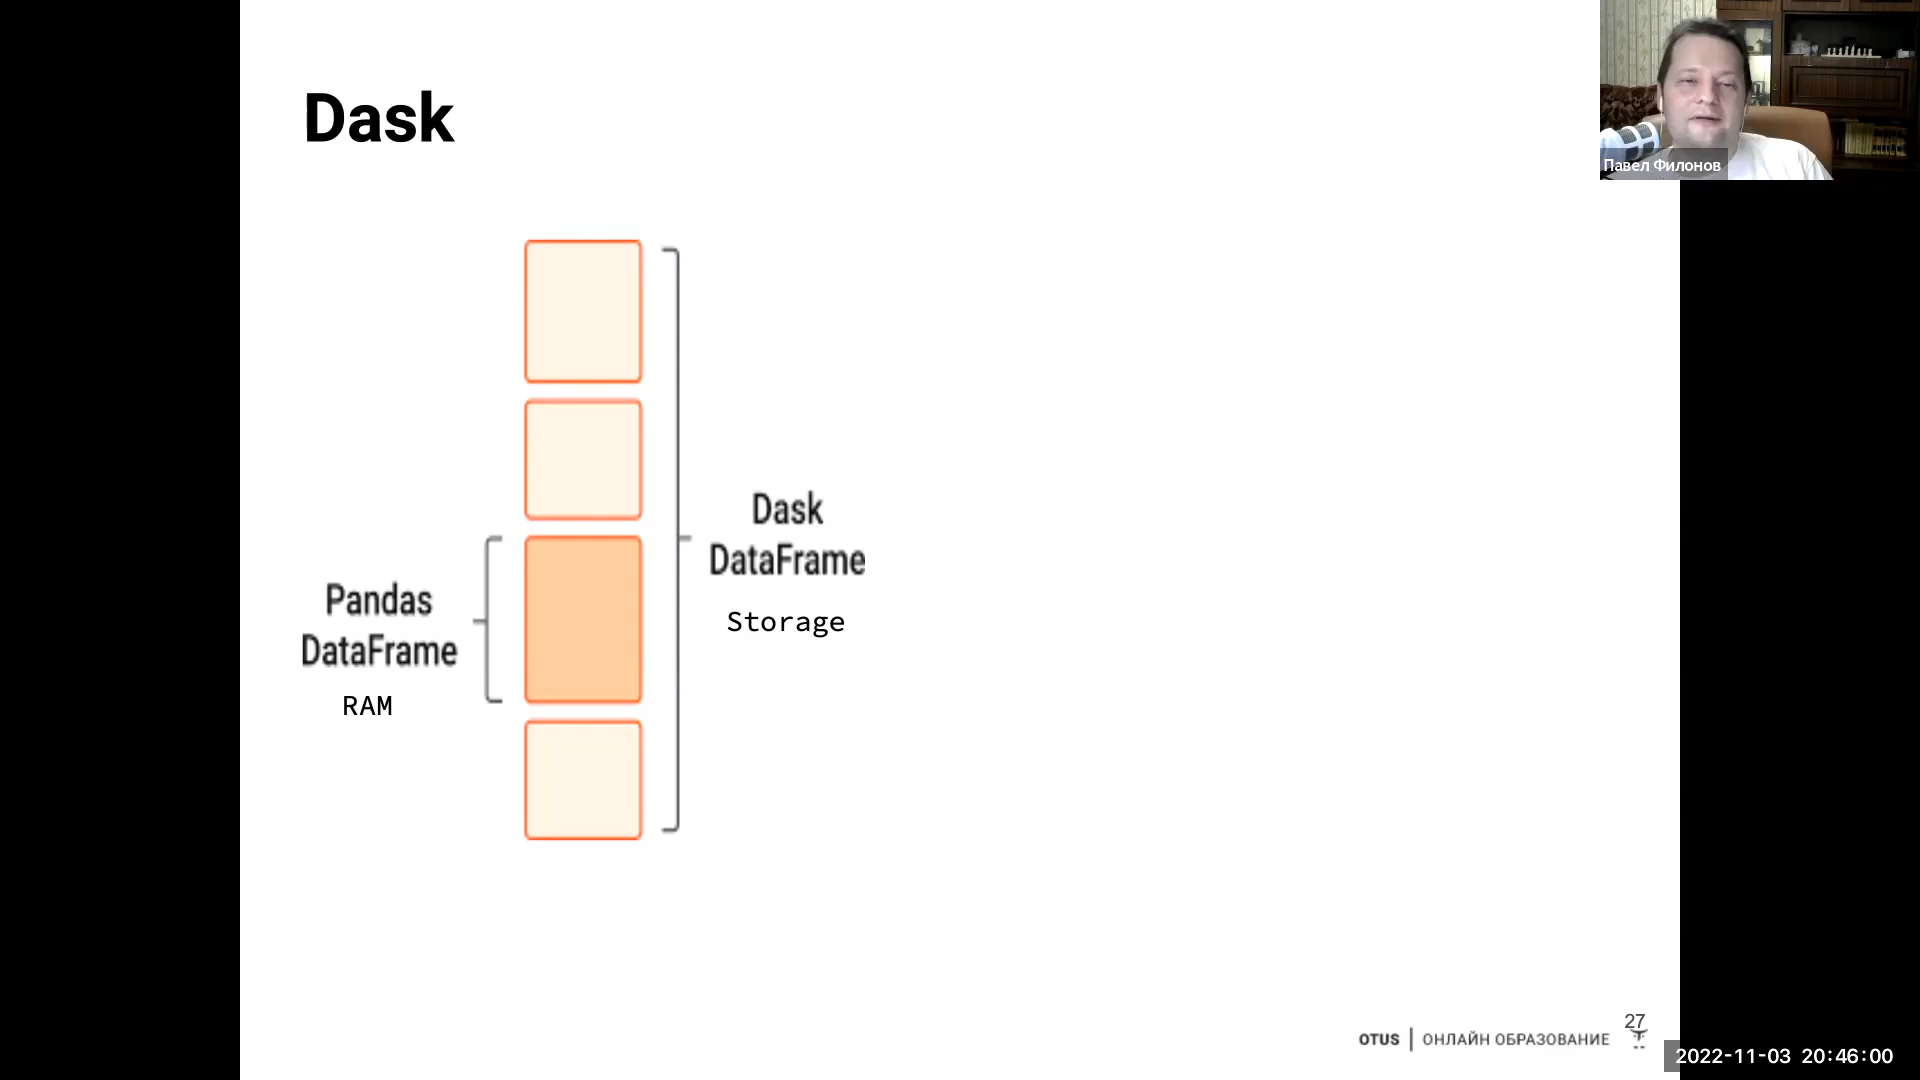 Dask
Павел Филонов
Dask
DataFrame
Storage
Pandas
DataFrame
RAM
27
OTUS | ОНЛАЙН ОБРАЗОВАНИЕ
2022-11-03 20:46:00